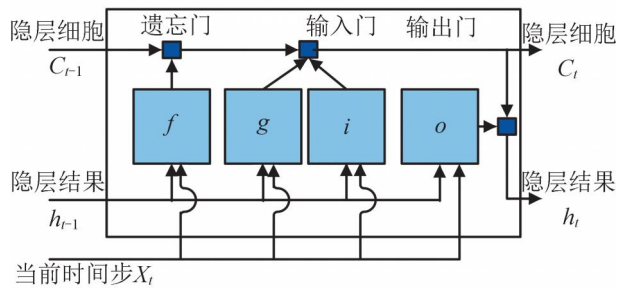 隐层细胞 遗忘门 输入门 输出门 隐层细胞
C_{t-1} C_t
f g i o
隐层结果 隐层结果
h_{t-1} h_t
当前时间步X_t